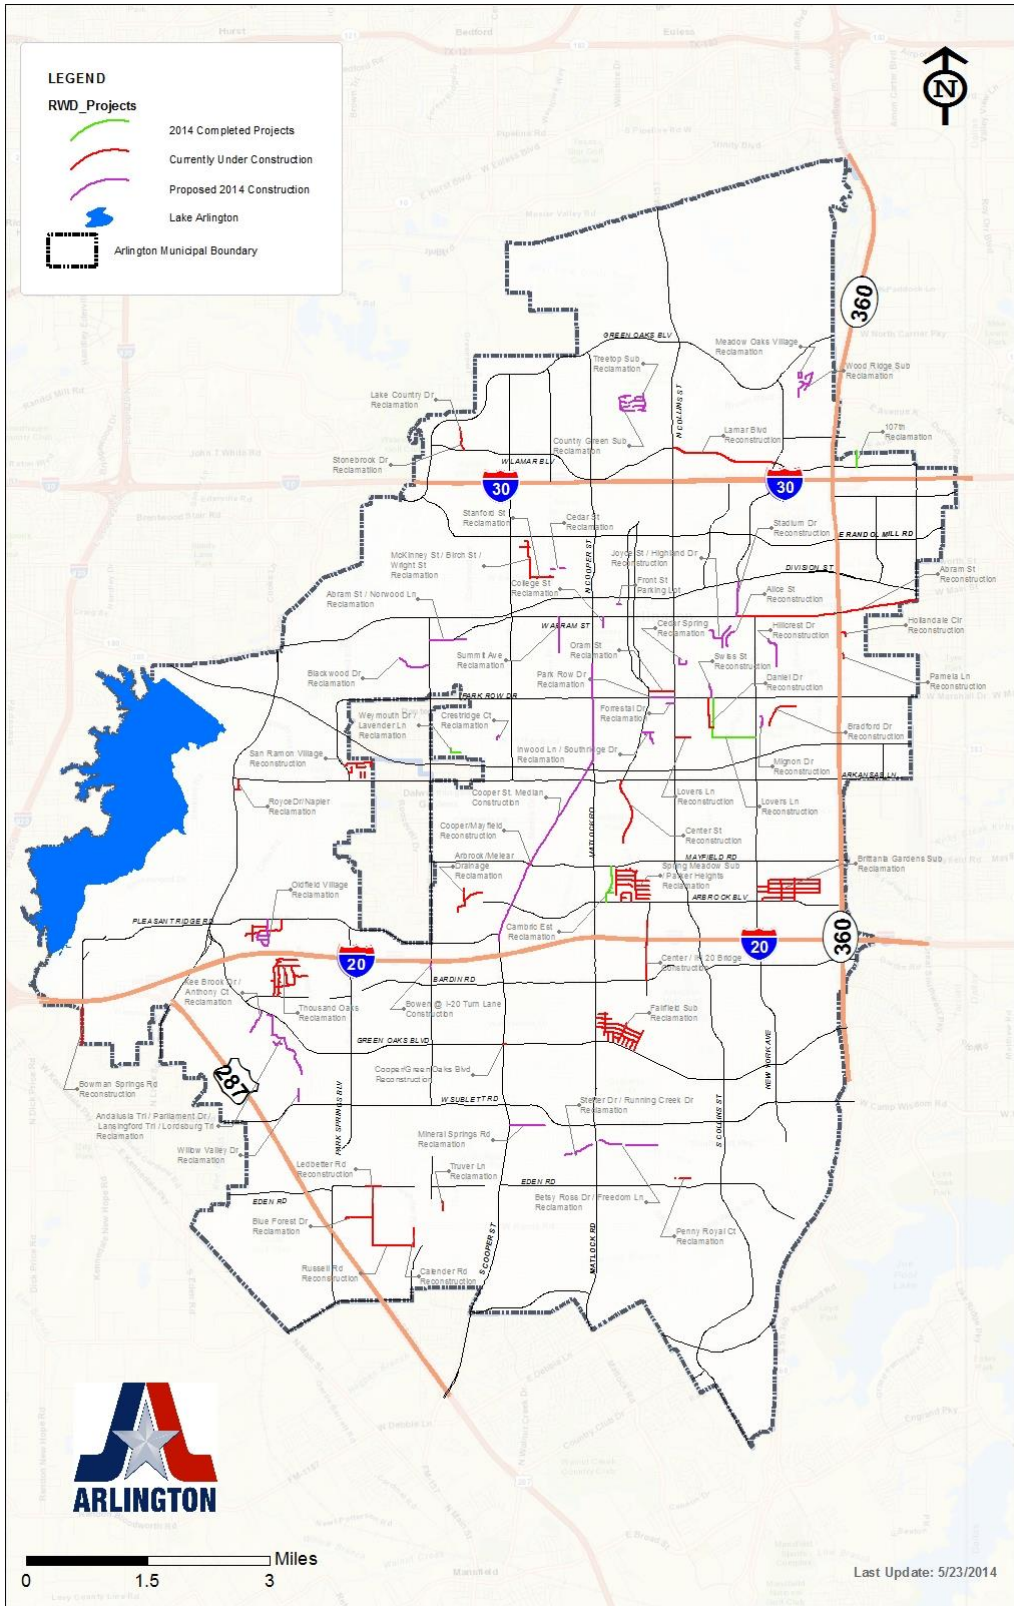 LEGEND
RWD_Projects
2014 Completed Projects
Currently Under Construction
Proposed 2014 Construction
Lake Arlington
Arlington Municipal Boundary
N
Hurst
Bedford
Euless
360
GREEN OAKS BLV
Meadow Oaks Village
Reclamation
Treetop Sub
Reclamation
Wood Ridge Sub
Reclamation
N COLLINS ST
Lake Country Dr
Reclamation
Lamar Blvd
Reconstruction
107th
Reclamation
Country Green Sub
Reclamation
Stonebrook Dr
Reclamation
W LAMAR BLV
30
30
Stanford St
Reclamation
Cedar St
Reclamation
Stadium Dr
Reconstruction
E RANDOL MILL RD
McKinney St / Birch St /
Wright St
Reclamation
N COOPER ST
Joyce St / Highland Dr
Reconstruction
DIVISION ST
Abram St
Reconstruction
College St
Reclamation
Front St
Parking Lot
Alice St
Reconstruction
Abram St / Norwood Ln
Reclamation
W ABRAM ST
Cedar Spring
Reclamation
Hillcrest Dr
Reconstruction
Hollandale Cir
Reconstruction
Summit Ave
Reclamation
Oram St
Reclamation
Swiss St
Reconstruction
Blackwood Dr
Reclamation
Park Row Dr
Reclamation
Daniel Dr
Reconstruction
Pamela Ln
Reconstruction
PARK ROW DR
Weymouth Dr /
Lavender Ln
Reclamation
Crestridge Ct
Reclamation
Forrestal Dr
Reclamation
Bradford Dr
Reconstruction
San Ramon Village
Reconstruction
Inwood Ln / Southridge Dr
Reclamation
Mignon Dr
Reconstruction
ARKANSAS LN
Royce Dr/Napier
Reclamation
Cooper St. Median
Construction
Lovers Ln
Reconstruction
Lovers Ln
Reconstruction
Cooper/Mayfield
Reconstruction
MATLOCK RD
Center St
Reconstruction
Arbrook/Melear
Drainage
Reclamation
MAYFIELD RD
Spring Meadow Sub
/ Parker Heights
Reclamation
Brittania Gardens Sub
Reclamation
Oldfield Village
Reclamation
ARBROOK BLV
PLEASANT RIDGE RD
Cambric Est
Reclamation
20
20
360
Center / IH 20 Bridge
Construction
Kee Brook Dr /
Anthony Ct
Reclamation
BARDIN RD
Thousand Oaks
Reclamation
Bowen @ I-20 Turn Lane
Construction
Fairfield Sub
Reclamation
GREEN OAKS BLVD
NEW YORK AVE
287
Cooper/Green Oaks Blvd
Reconstruction
Bowman Springs Rd
Reconstruction
PARK SPRINGS BLV
W SUBLETT RD
Andalusia Trl / Parliament Dr /
Lansingford Trl / Lordsburg Trl
Reclamation
Stetter Dr / Running Creek Dr
Reclamation
S COLLINS ST
Mineral Springs Rd
Reclamation
Willow Valley Dr
Reclamation
Ledbetter Rd
Reconstruction
Truver Ln
Reclamation
EDEN RD
EDEN RD
Betsy Ross Dr / Freedom Ln
Reclamation
Blue Forest Dr
Reclamation
S COOPER ST
MATLOCK RD
Penny Royal Ct
Reclamation
Russell Rd
Reconstruction
Calender Rd
Reconstruction
ARLINGTON
Miles
0
1.5
3
Mansfield
Last Update: 5/23/2014